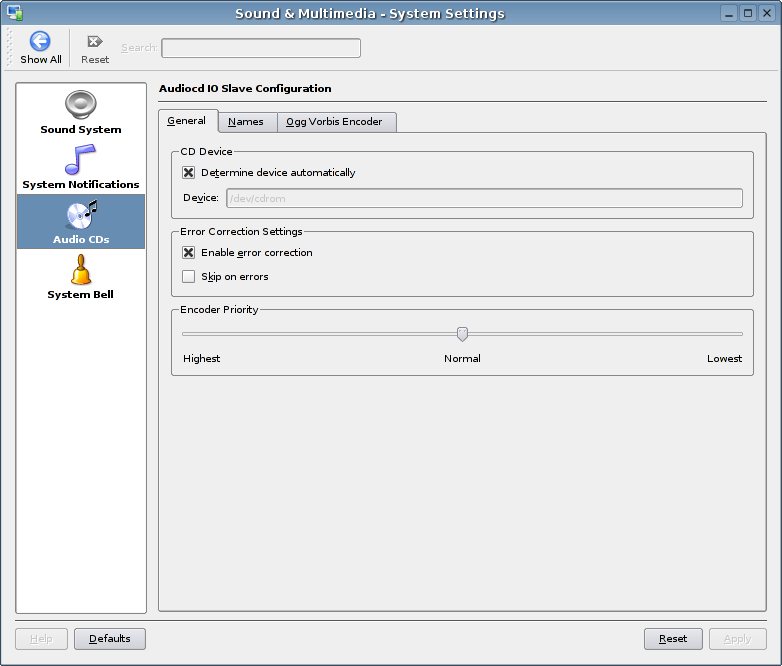 Sound & Multimedia - System Settings
Show All
Reset
Search:
Sound System
System Notifications
Audio CDs
System Bell
Audiocd IO Slave Configuration
General
Names
Ogg Vorbis Encoder
CD Device
Determine device automatically
Device: /dev/cdrom
Error Correction Settings
Enable error correction
Skip on errors
Encoder Priority
Highest Normal Lowest
Help Defaults Reset Apply